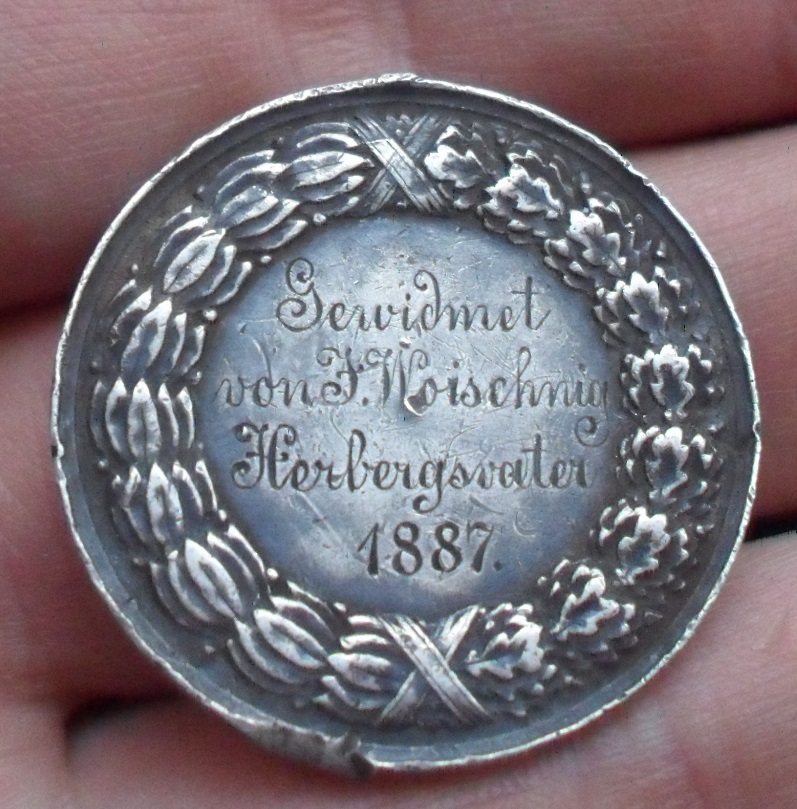 Gewidmet
von F. Woischnig
Herbergsvater
1887.